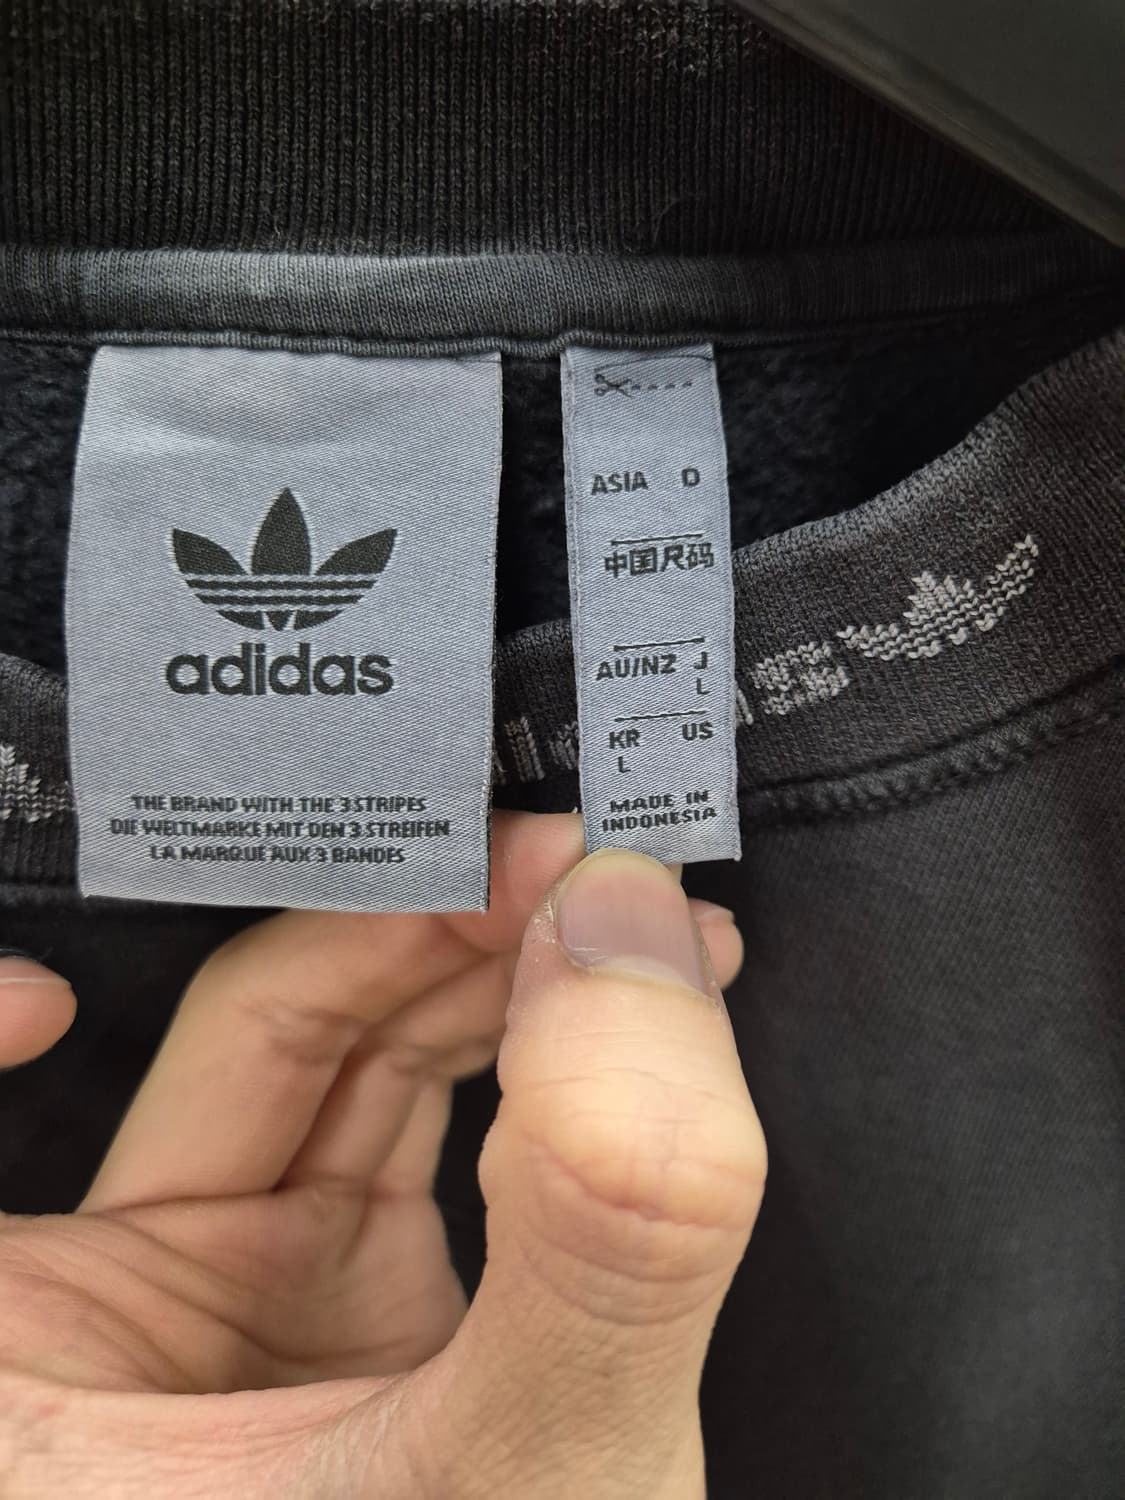 adidas
THE BRAND WITH THE 3 STRIPES
DIE WELTMARKE MIT DEN 3 STREIFEN
LA MARQUE AUX 3 BANDES
ASIA O
中国尺码
AU/NZ J
L
KR US
L
MADE IN
INDONESIA